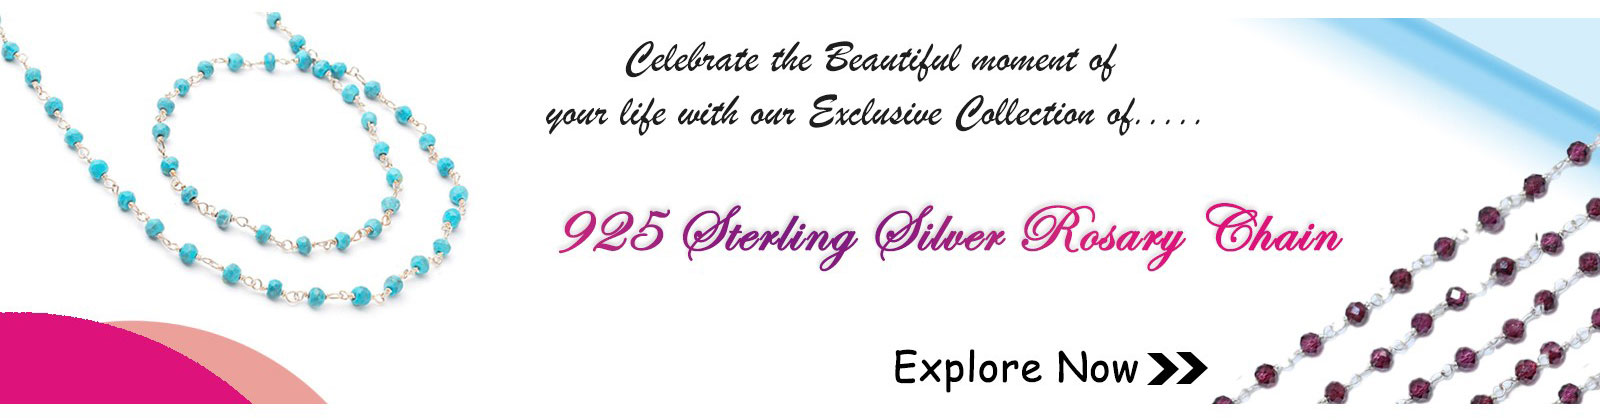 Celebrate the Beautiful moment of
your life with our Exclusive Collection of.....
925 Sterling Silver Rosary Chain
Explore Now